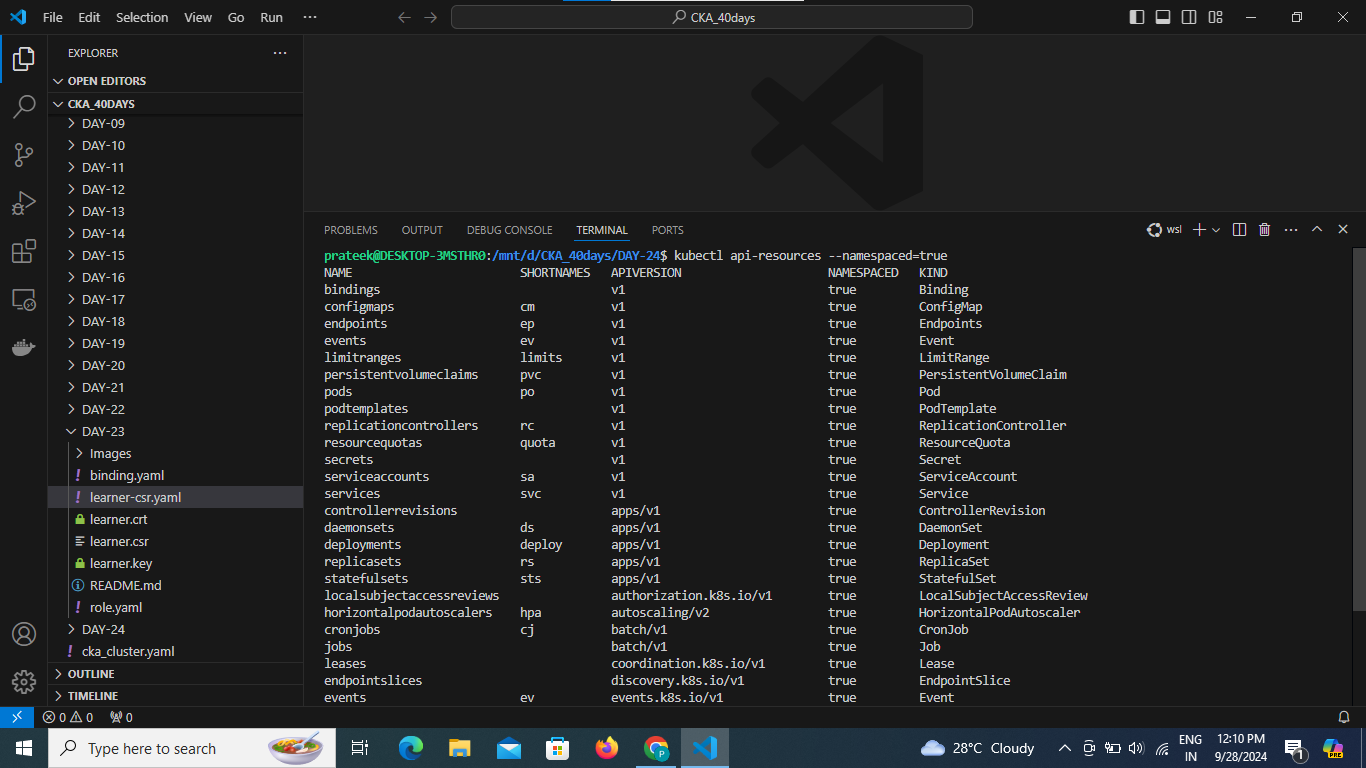 File Edit Selection View Go Run ···
CKA_40days
EXPLORER
OPEN EDITORS
CKA_40DAYS
DAY-09
DAY-10
DAY-11
DAY-12
DAY-13
DAY-14
DAY-15
DAY-16
DAY-17
DAY-18
DAY-19
DAY-20
DAY-21
DAY-22
DAY-23
Images
! binding.yaml
! learner-csr.yaml
learner.crt
learner.csr
learner.key
README.md
! role.yaml
DAY-24
! cka_cluster.yaml
OUTLINE
TIMELINE
PROBLEMS OUTPUT DEBUG CONSOLE TERMINAL PORTS
wsl
prateek@DESKTOP-3MSTHR0:/mnt/d/CKA_40days/DAY-24$ kubectl api-resources --namespaced=true
NAME SHORTNAMES APIVERSION NAMESPACED KIND
bindings v1 true Binding
configmaps cm v1 true ConfigMap
endpoints ep v1 true Endpoints
events ev v1 true Event
limitranges limits v1 true LimitRange
persistentvolumeclaims pvc v1 true PersistentVolumeClaim
pods po v1 true Pod
podtemplates v1 true PodTemplate
replicationcontrollers rc v1 true ReplicationController
resourcequotas quota v1 true ResourceQuota
secrets v1 true Secret
serviceaccounts sa v1 true ServiceAccount
services svc v1 true Service
controllerrevisions apps/v1 true ControllerRevision
daemonsets ds apps/v1 true DaemonSet
deployments deploy apps/v1 true Deployment
replicasets rs apps/v1 true ReplicaSet
statefulsets sts apps/v1 true StatefulSet
localsubjectaccessreviews authorization.k8s.io/v1 true LocalSubjectAccessReview
horizontalpodautoscalers hpa autoscaling/v2 true HorizontalPodAutoscaler
cronjobs cj batch/v1 true CronJob
jobs batch/v1 true Job
leases coordination.k8s.io/v1 true Lease
endpointslices discovery.k8s.io/v1 true EndpointSlice
events ev events.k8s.io/v1 true Event
0 0 0
Type here to search
28°C Cloudy
ENG
IN
12:10 PM
9/28/2024
1
PRE